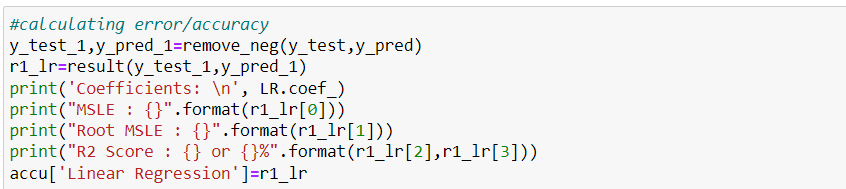 #calculating error/accuracy
y_test_1,y_pred_1=remove_neg(y_test,y_pred)
r1_lr=result(y_test_1,y_pred_1)
print('Coefficients: \n', LR.coef_)
print("MSLE : {}".format(r1_lr[0]))
print("Root MSLE : {}".format(r1_lr[1]))
print("R2 Score : {} or {}%".format(r1_lr[2],r1_lr[3]))
accu['Linear Regression']=r1_lr